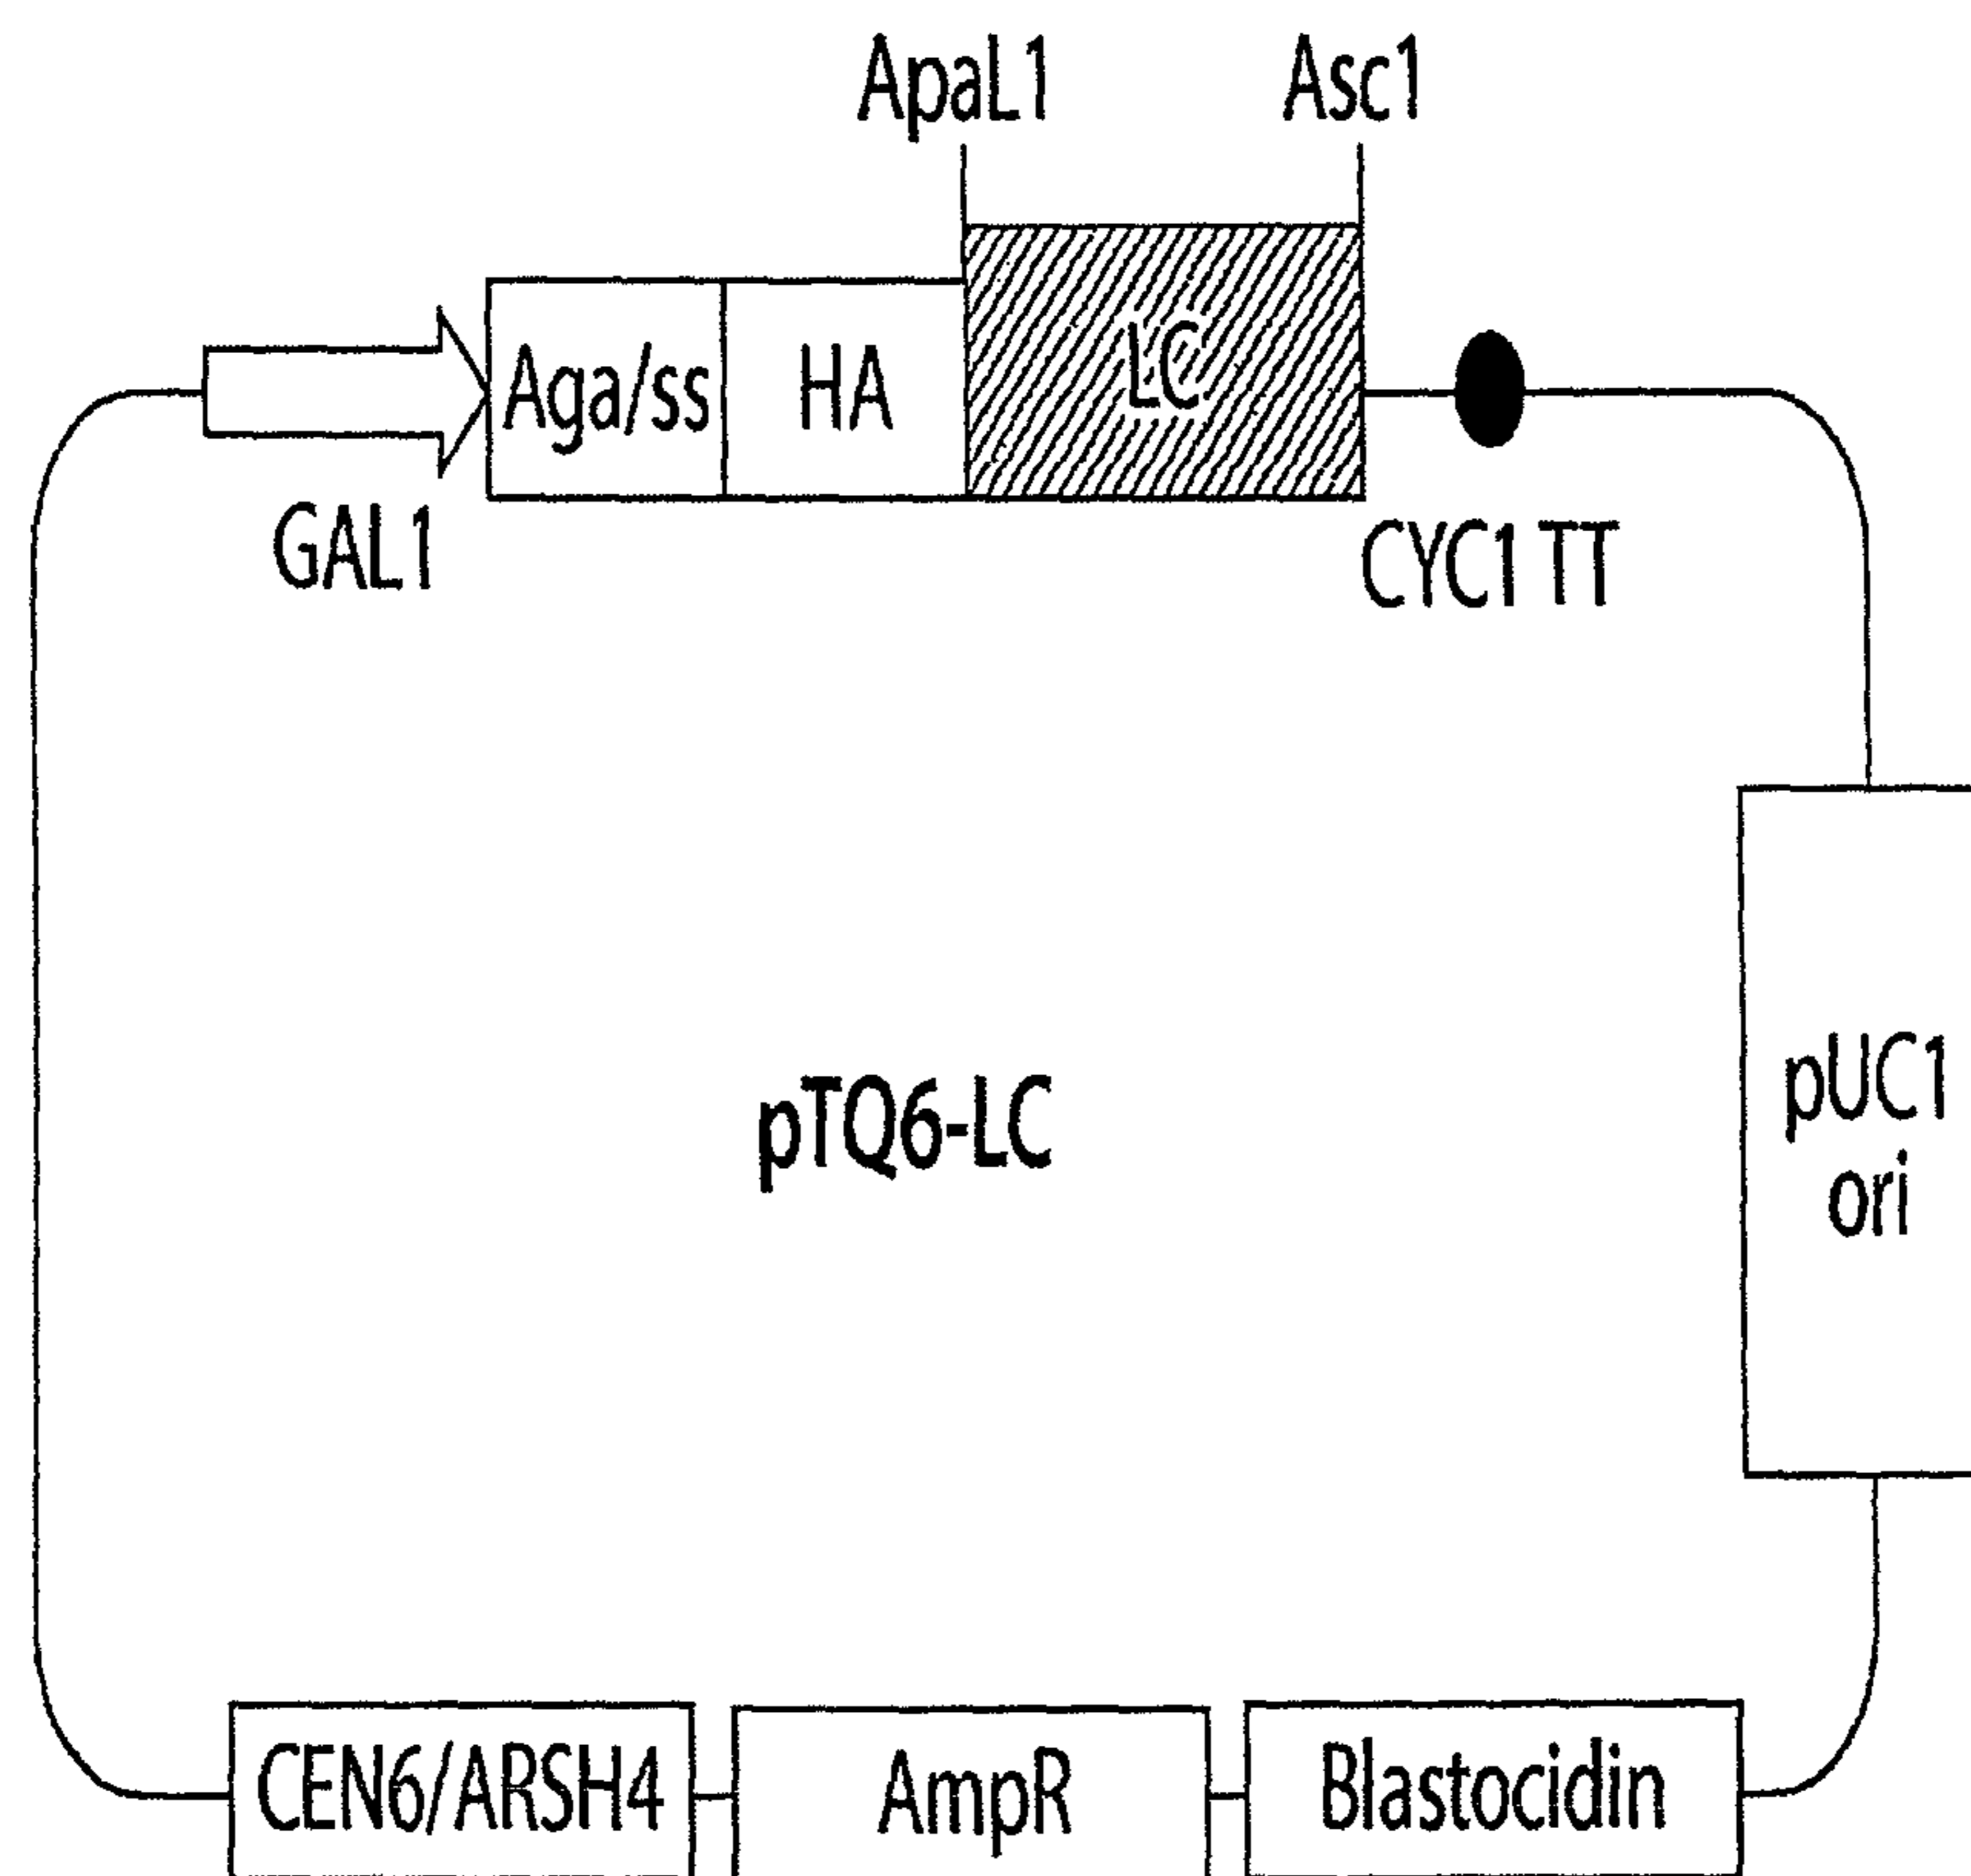 ApaL1
Asc1
Aga/ss
HA
LC
GAL1
CYC1 TT
pTQ6-LC
pUC1
ori
CEN6/ARSH4
AmpR
Blastocidin